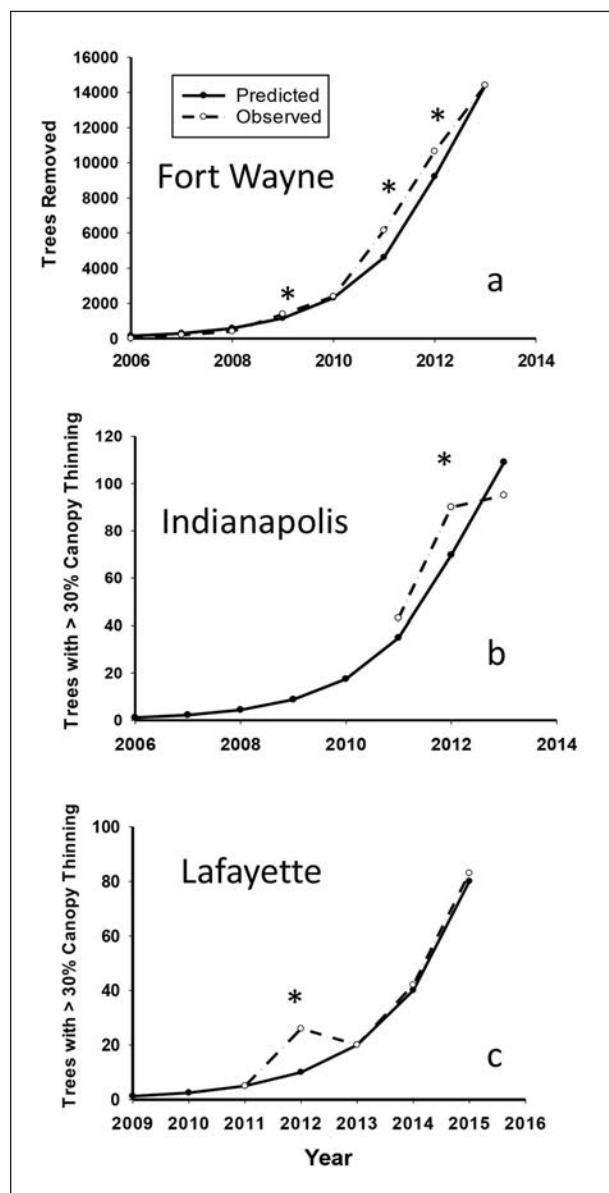 16000
14000
12000
10000
8000
6000
4000
2000
0
Trees Removed
Predicted
Observed
Fort Wayne
*
*
*
a
2006 2008 2010 2012 2014
120
100
80
60
40
20
0
Trees with > 30% Canopy Thinning
*
Indianapolis
b
2006 2008 2010 2012 2014
100
80
60
40
20
0
Trees with > 30% Canopy Thinning
Lafayette
*
c
2009 2010 2011 2012 2013 2014 2015 2016
Year